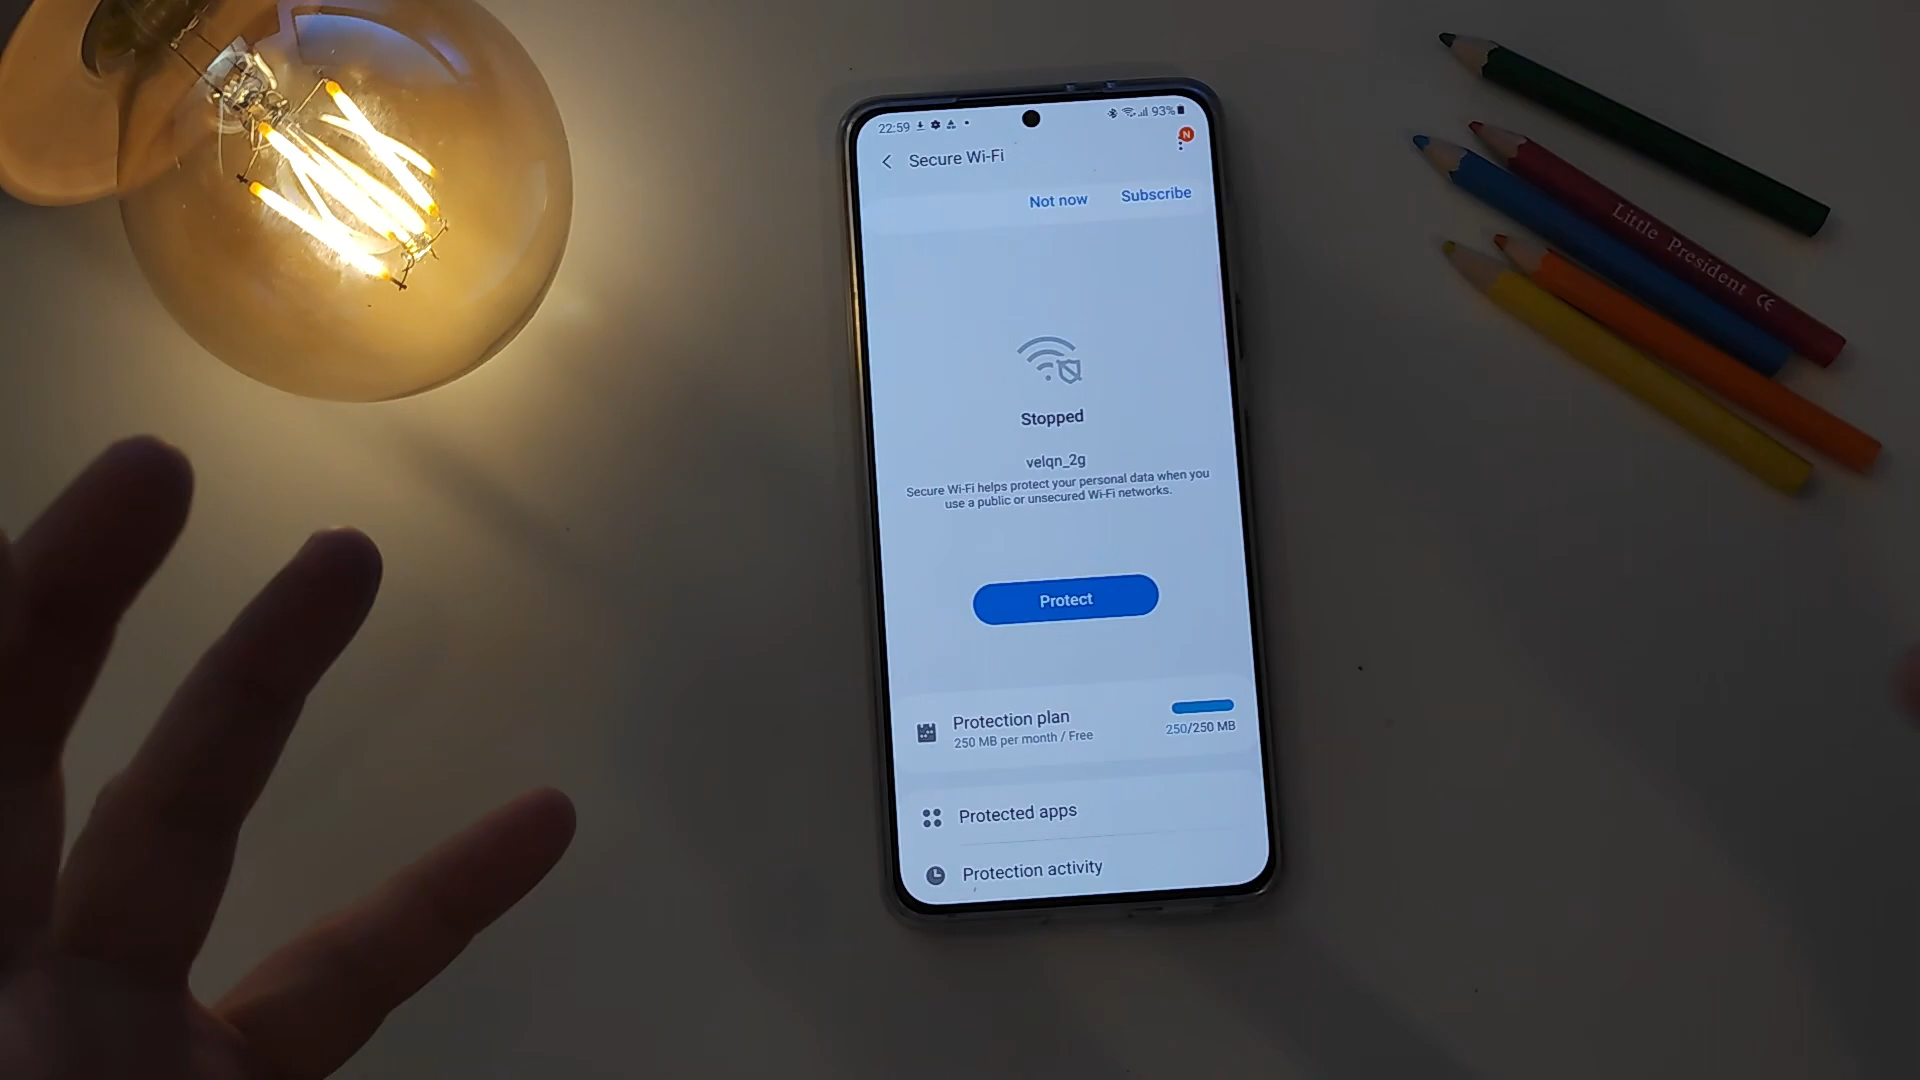 22:59
93%
N
Secure Wi-Fi
Not now
Subscribe
Stopped
velqn_2g
Secure Wi-Fi helps protect your personal data when you
use a public or unsecured Wi-Fi networks.
Protect
Protection plan
250 MB per month / Free
250/250 MB
Protected apps
Protection activity
Little President CE